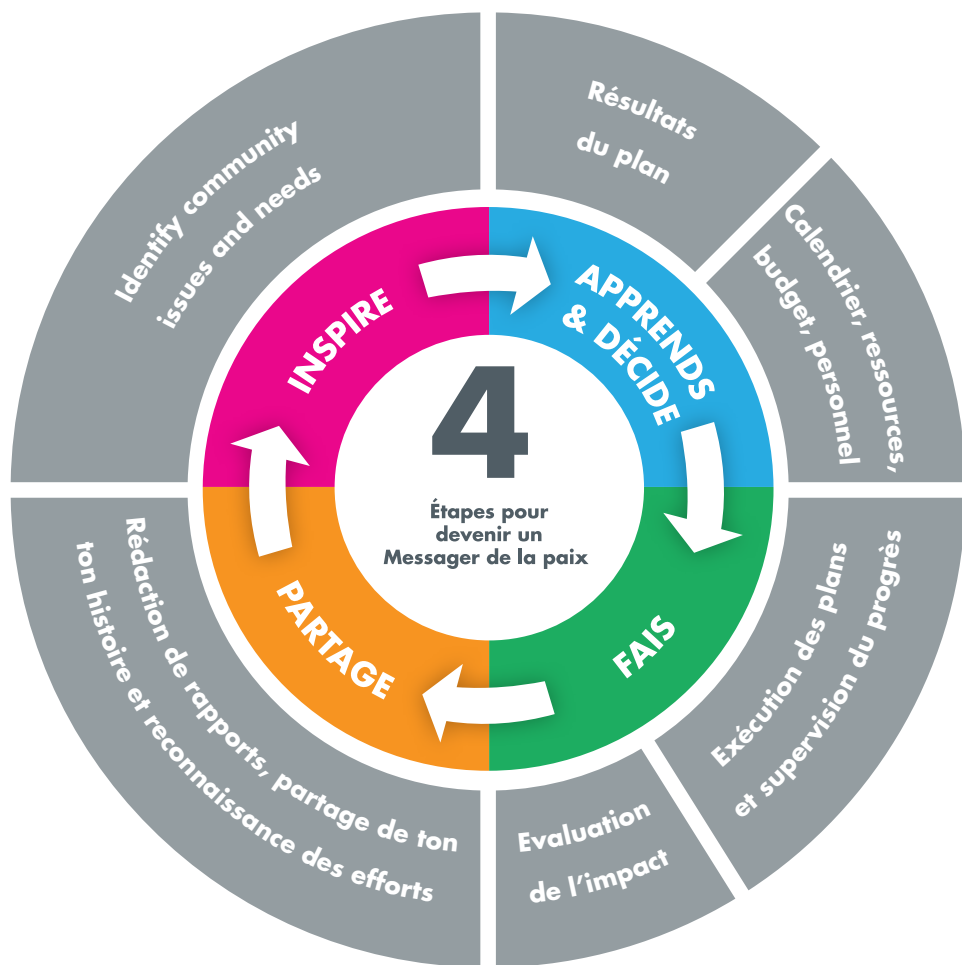 Identify community
issues and needs
Résultats
du plan
Calendrier, ressources,
budget, personnel
Exécution des plans
et supervision du progrès
Evaluation
de l’impact
Rédaction de rapports, partage de ton
ton histoire et reconnaissance des efforts
INSPIRE
APPRENDS
& DÉCIDE
FAIS
PARTAGE
4
Étapes pour
devenir un
Messager de la paix